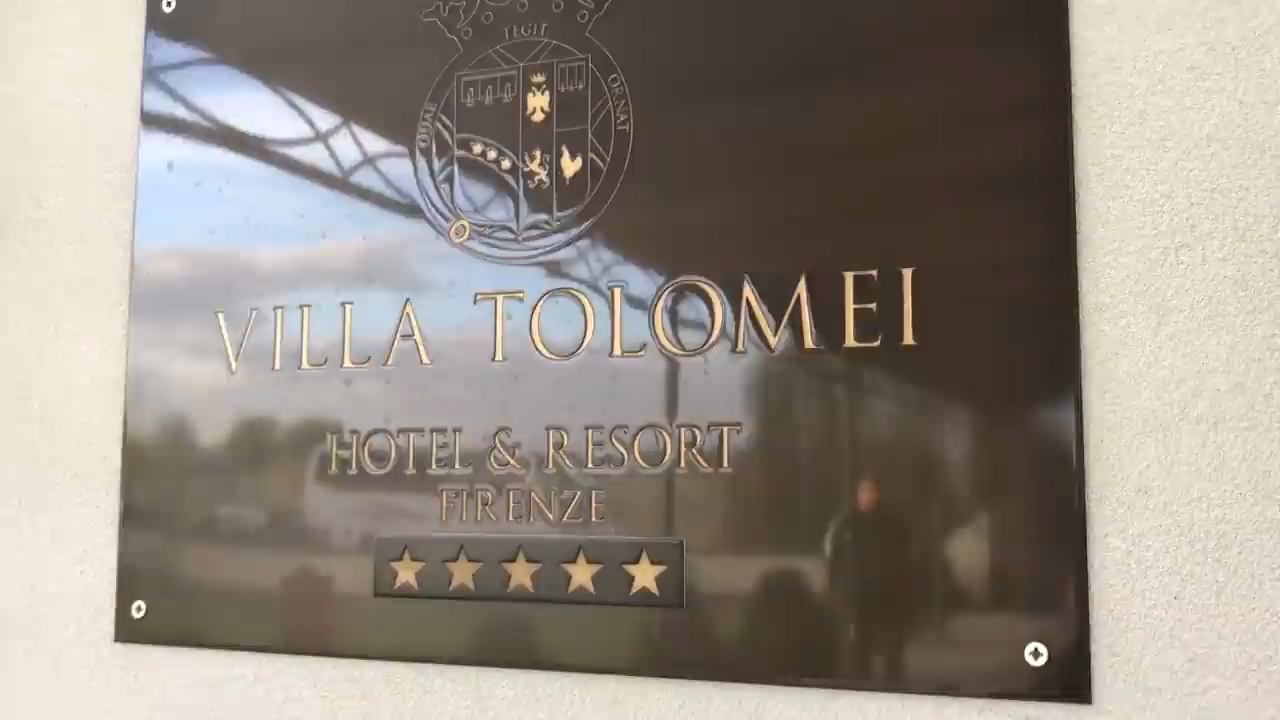 TEGIT
QUAE
ORNAT
VILLA TOLOMEI
HOTEL & RESORT
FIRENZE